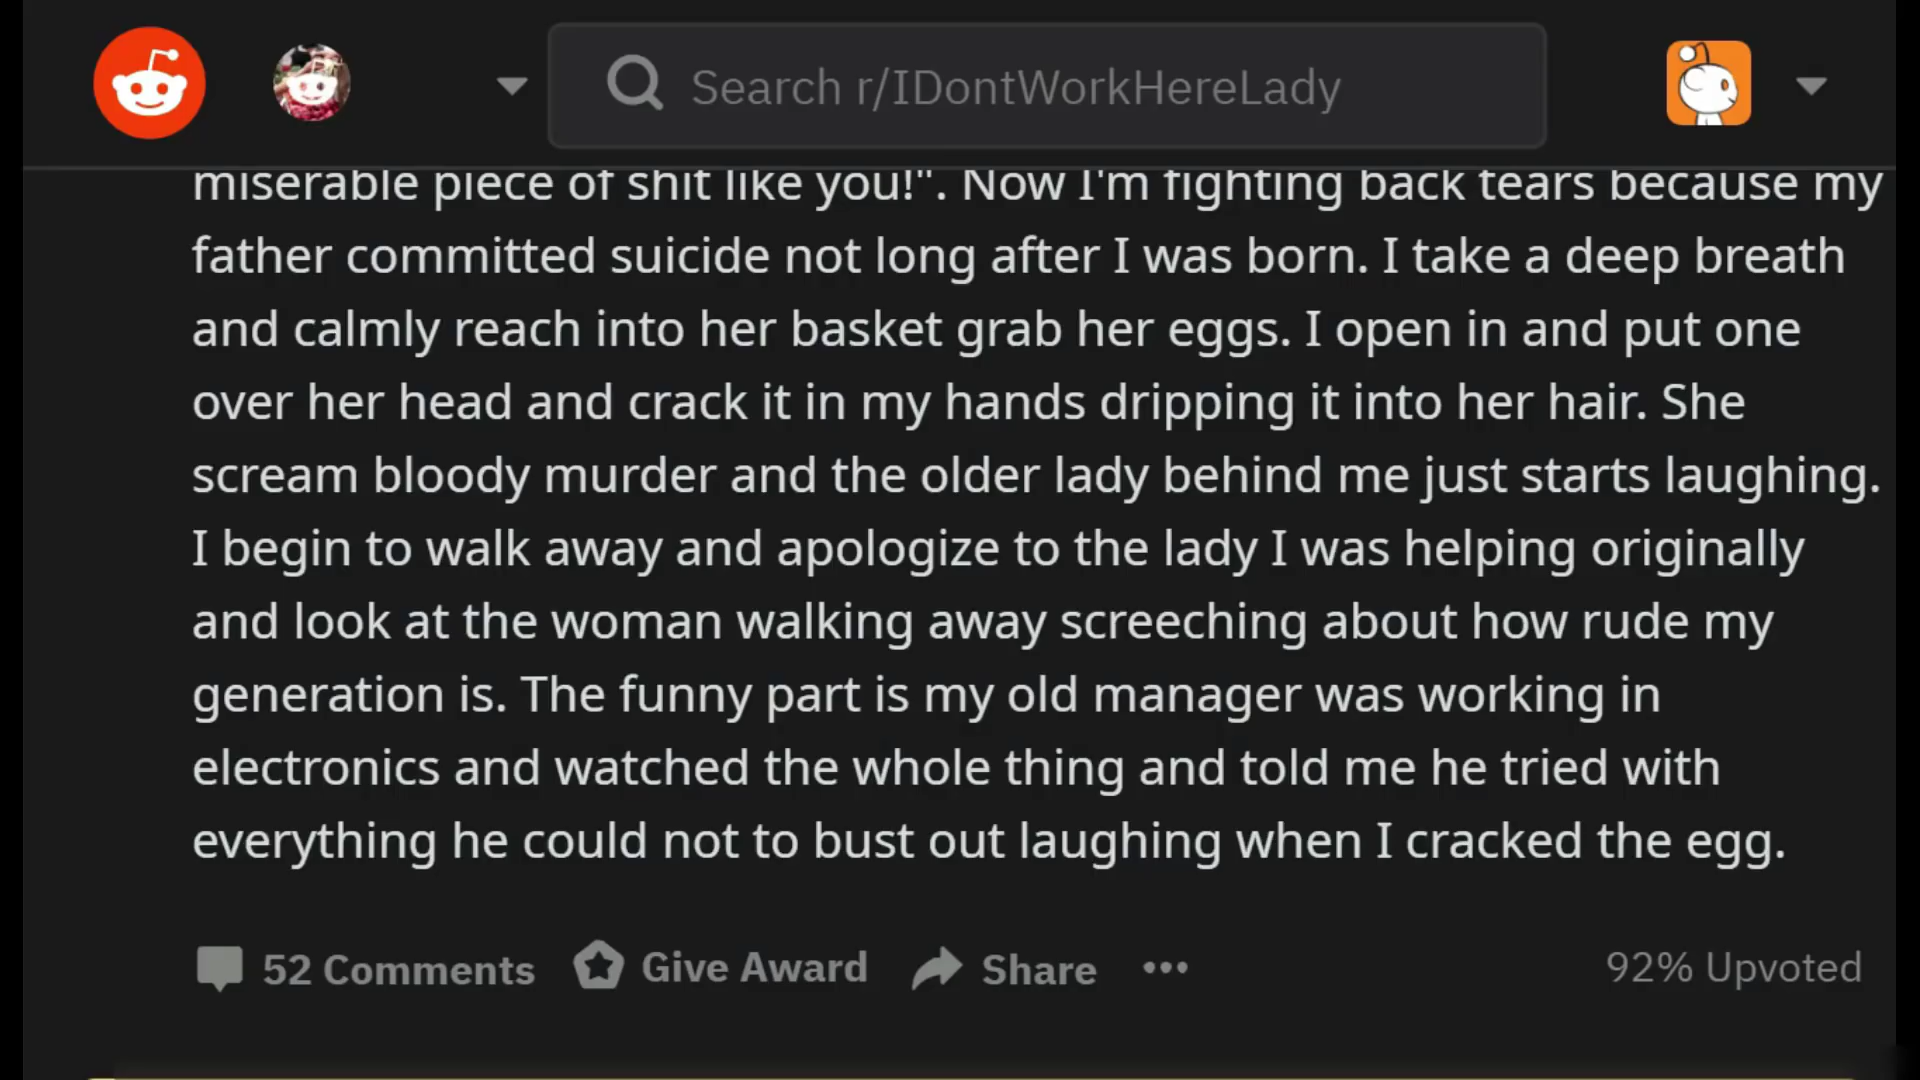 Search r/IDontWorkHereLady
miserable piece of shit like you!". Now I'm fighting back tears because my
father committed suicide not long after I was born. I take a deep breath
and calmly reach into her basket grab her eggs. I open in and put one
over her head and crack it in my hands dripping it into her hair. She
scream bloody murder and the older lady behind me just starts laughing.
I begin to walk away and apologize to the lady I was helping originally
and look at the woman walking away screeching about how rude my
generation is. The funny part is my old manager was working in
electronics and watched the whole thing and told me he tried with
everything he could not to bust out laughing when I cracked the egg.
52 Comments Give Award Share 92% Upvoted